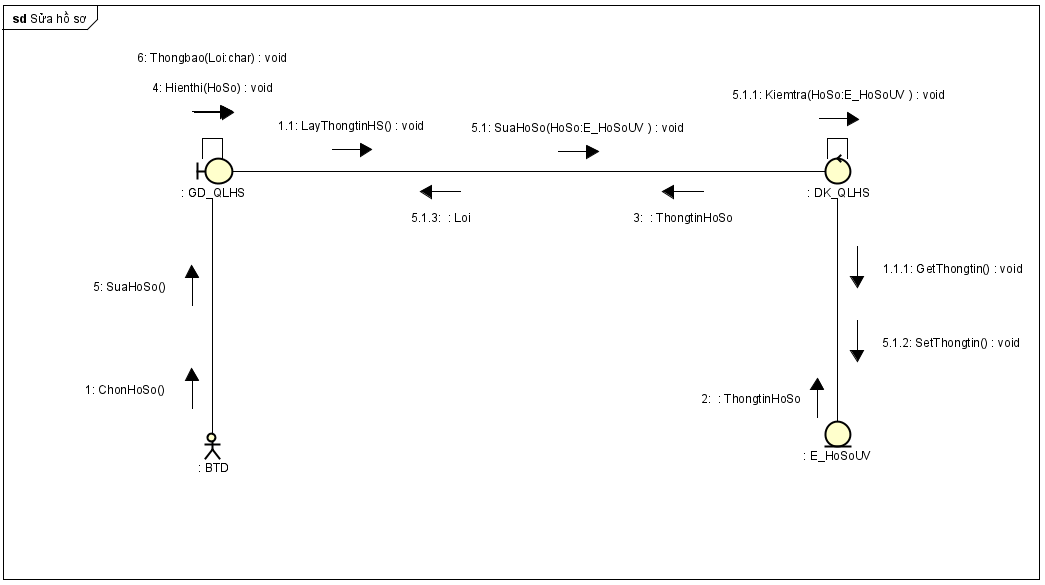 sd Sửa hồ sơ
6: Thongbao(Loi:char) : void
4: Hienthi(HoSo) : void
5.1.1: Kiemtra(HoSo:E_HoSoUV ) : void
1.1: LayThongtinHS() : void
5.1: SuaHoSo(HoSo:E_HoSoUV ) : void
: GD_QLHS
: DK_QLHS
5.1.3:  : Loi
3:  : ThongtinHoSo
1.1.1: GetThongtin() : void
5: SuaHoSo()
5.1.2: SetThongtin() : void
1: ChonHoSo()
2:  : ThongtinHoSo
: BTD
: E_HoSoUV